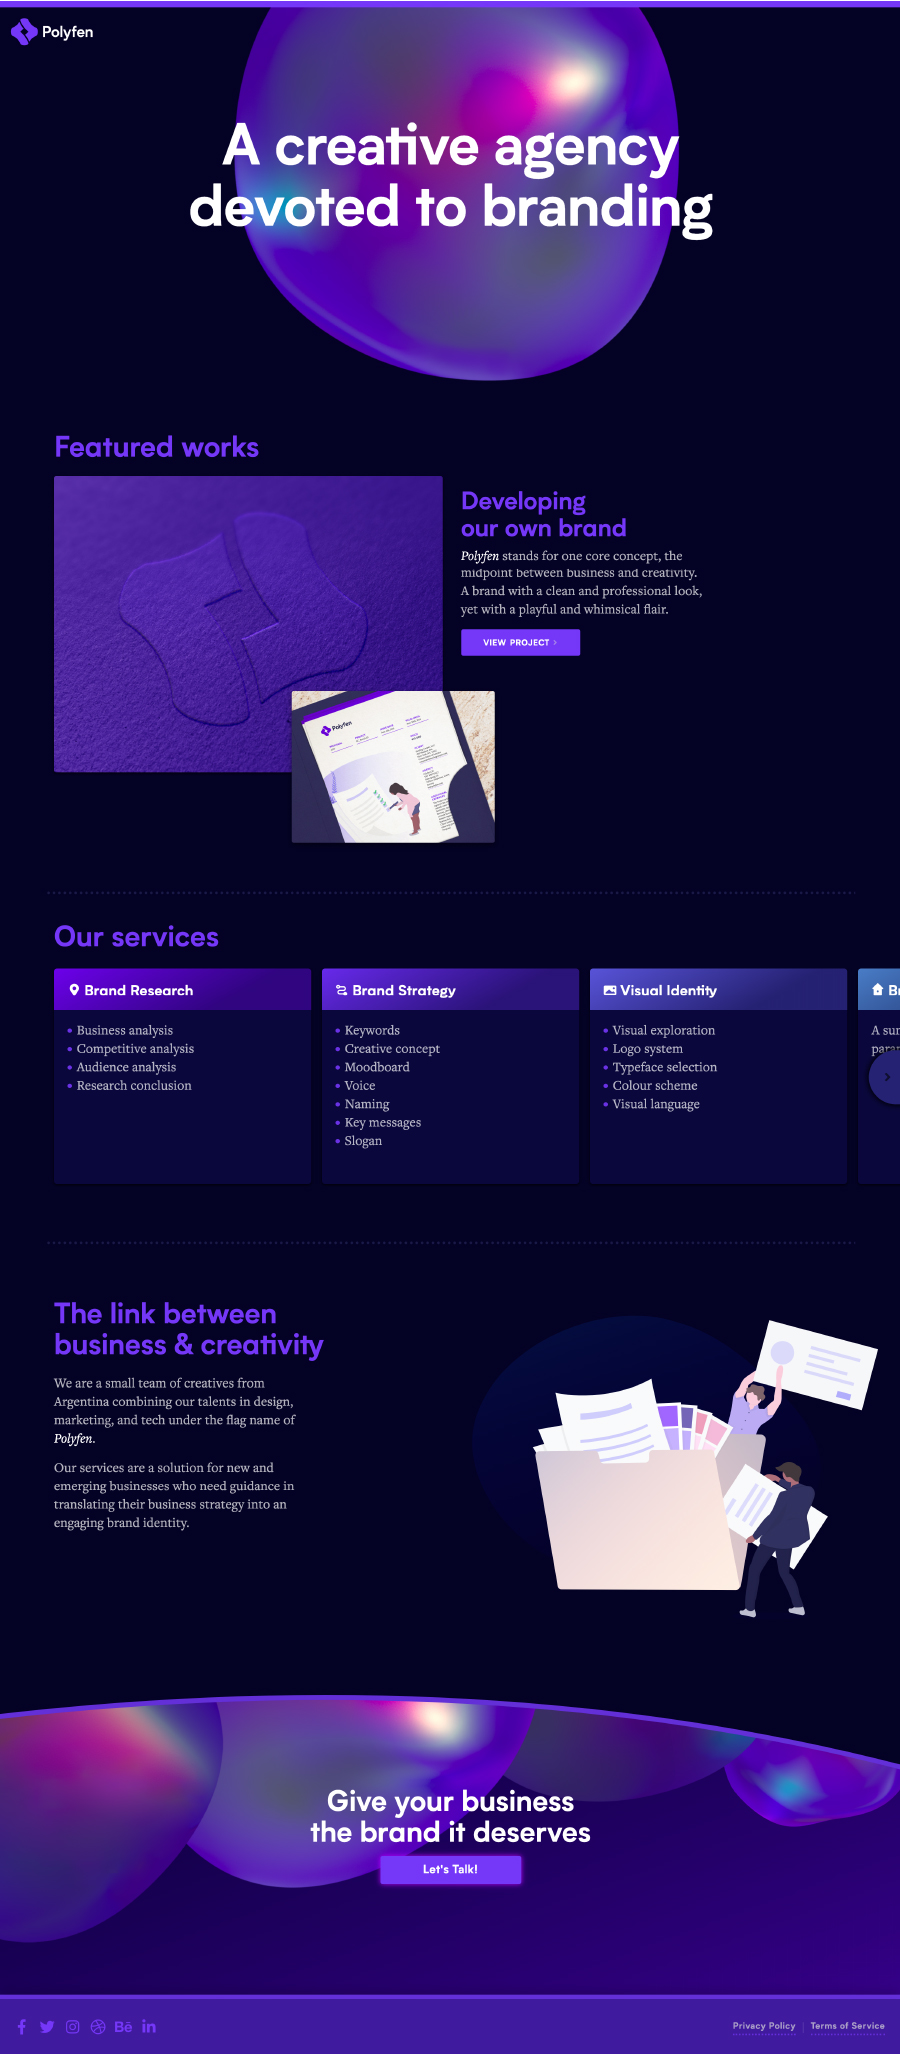 Polyfen
A creative agency
devoted to branding
Featured works
Developing
our own brand
Polyfen stands for one core concept, the
midpoint between business and creativity.
A brand with a clean and professional look,
yet with a playful and whimsical flair.
VIEW PROJECT ›
Polyfen
Our services
Brand Research
• Business analysis
• Competitive analysis
• Audience analysis
• Research conclusion
Brand Strategy
• Keywords
• Creative concept
• Moodboard
• Voice
• Naming
• Key messages
• Slogan
Visual Identity
• Visual exploration
• Logo system
• Typeface selection
• Colour scheme
• Visual language
The link between
business & creativity
We are a small team of creatives from
Argentina combining our talents in design,
marketing, and tech under the flag name of
Polyfen.
Our services are a solution for new and
emerging businesses who need guidance in
translating their business strategy into an
engaging brand identity.
Give your business
the brand it deserves
Let's Talk!
Bē
in
Privacy Policy | Terms of Service